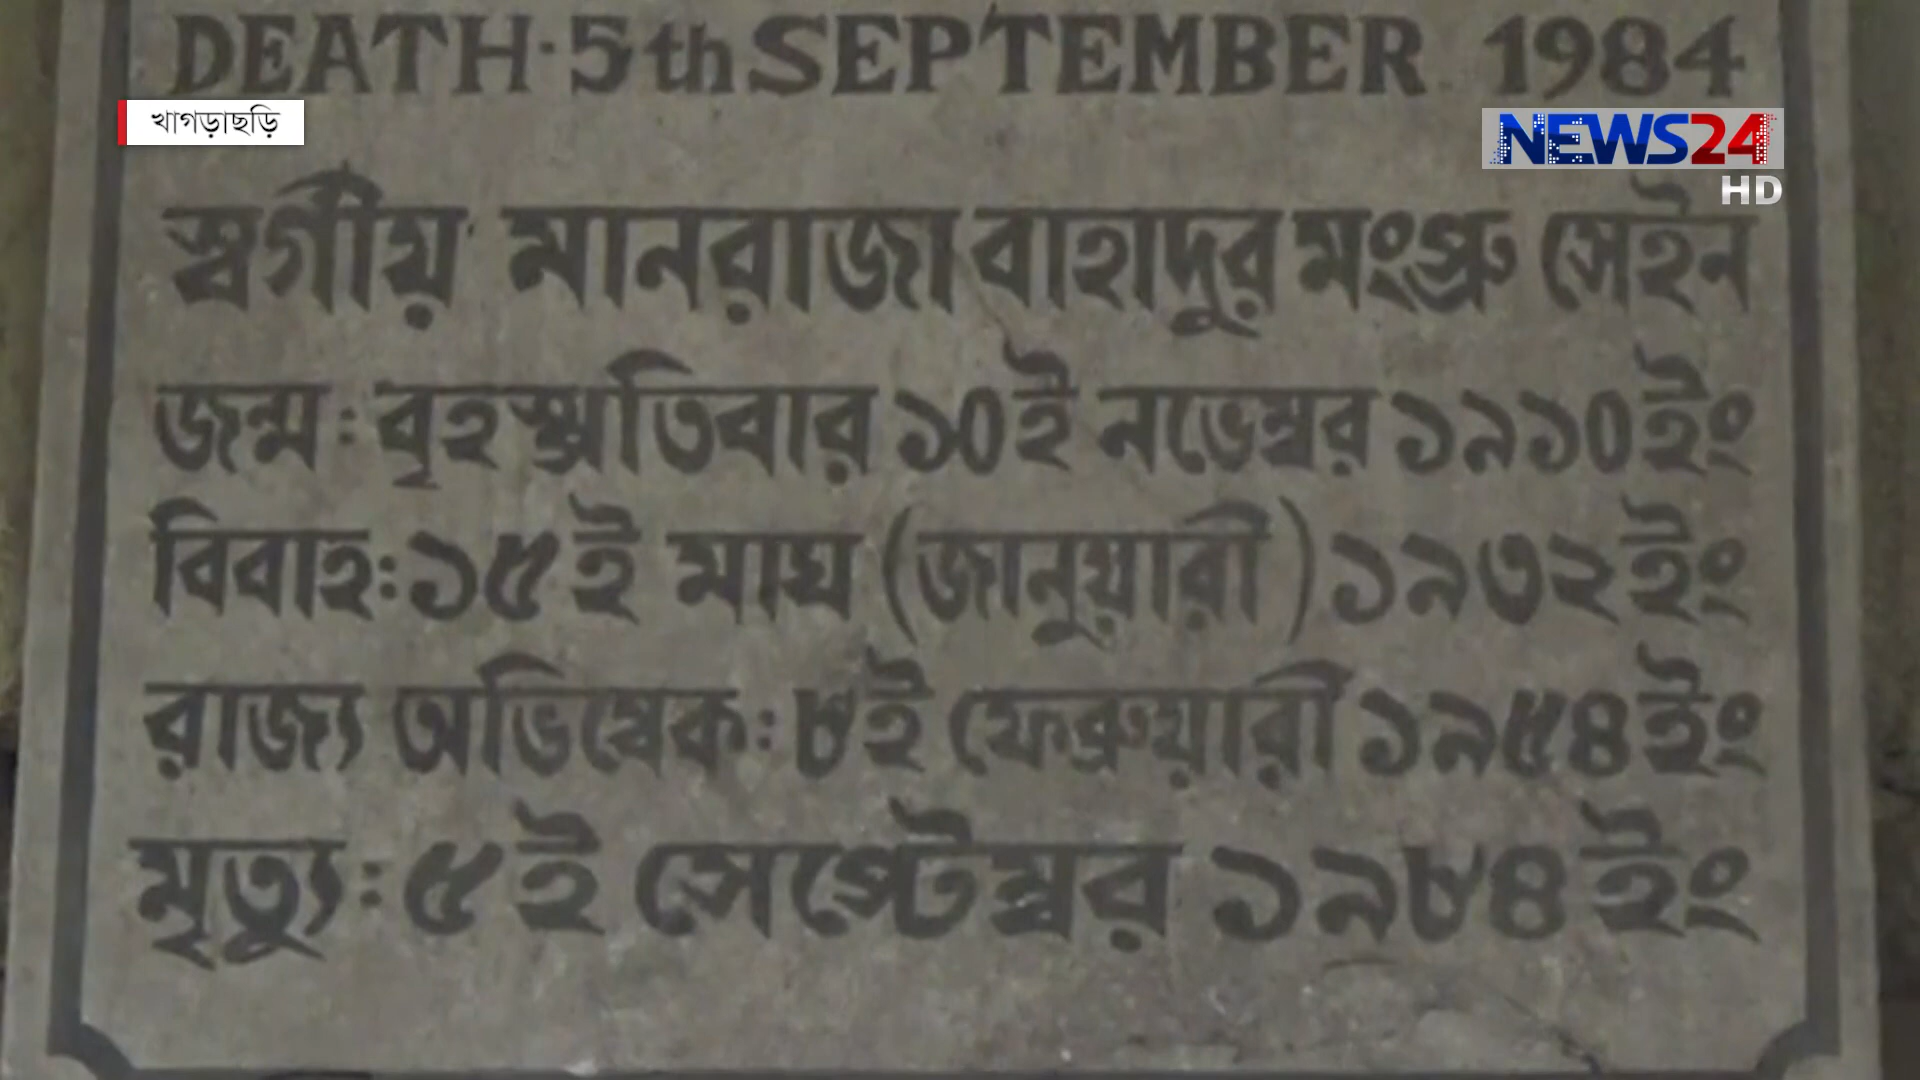 DEATH·5th SEPTEMBER 1984
খাগড়াছড়ি
NEWS24
HD
স্বর্গীয় মানরাজা বাহাদুর মংপ্রু সেইন
জন্ম: বৃহস্প্রতিবার ১০ই নভেম্বর ১৯১০ইং
বিবাহ:১৫ই মাঘ (জানুয়ারী) ১৯৩২ইং
রাজ্য অভিষেক:৮ই ফেব্রুয়ারী ১৯৫৪ইং
মৃত্যু:৫ই সেপ্টেম্বর ১৯৮৪ইং